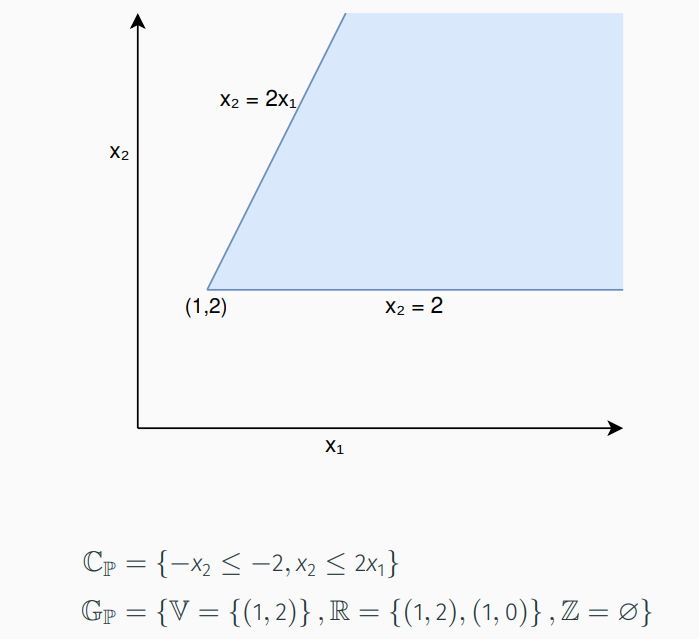 x₂ = 2x₁
x₂
(1,2)
x₂ = 2
x₁
ℂ_ℙ = {−x₂ ≤ −2, x₂ ≤ 2x₁}
𝔾_ℙ = {𝕍 = {(1, 2)} , ℝ = {(1, 2), (1, 0)} , ℤ = ∅}